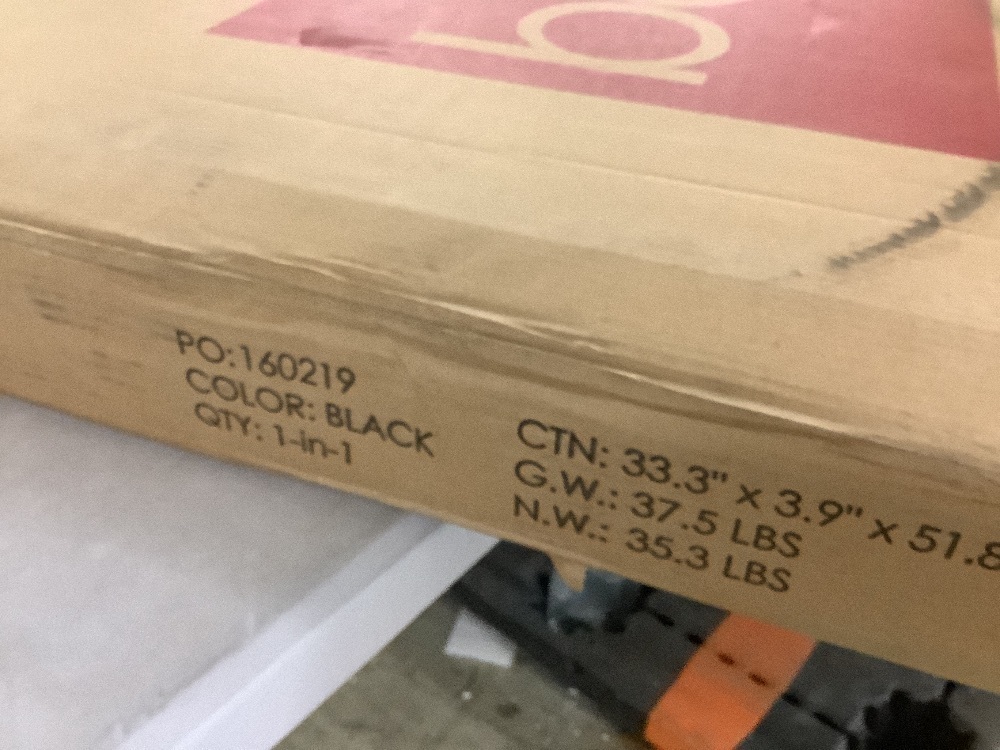 PO:160219
COLOR: BLACK
QTY: 1-in-1
CTN: 33.3" x 3.9" x 51.8
G.W.: 37.5 LBS
N.W.: 35.3 LBS